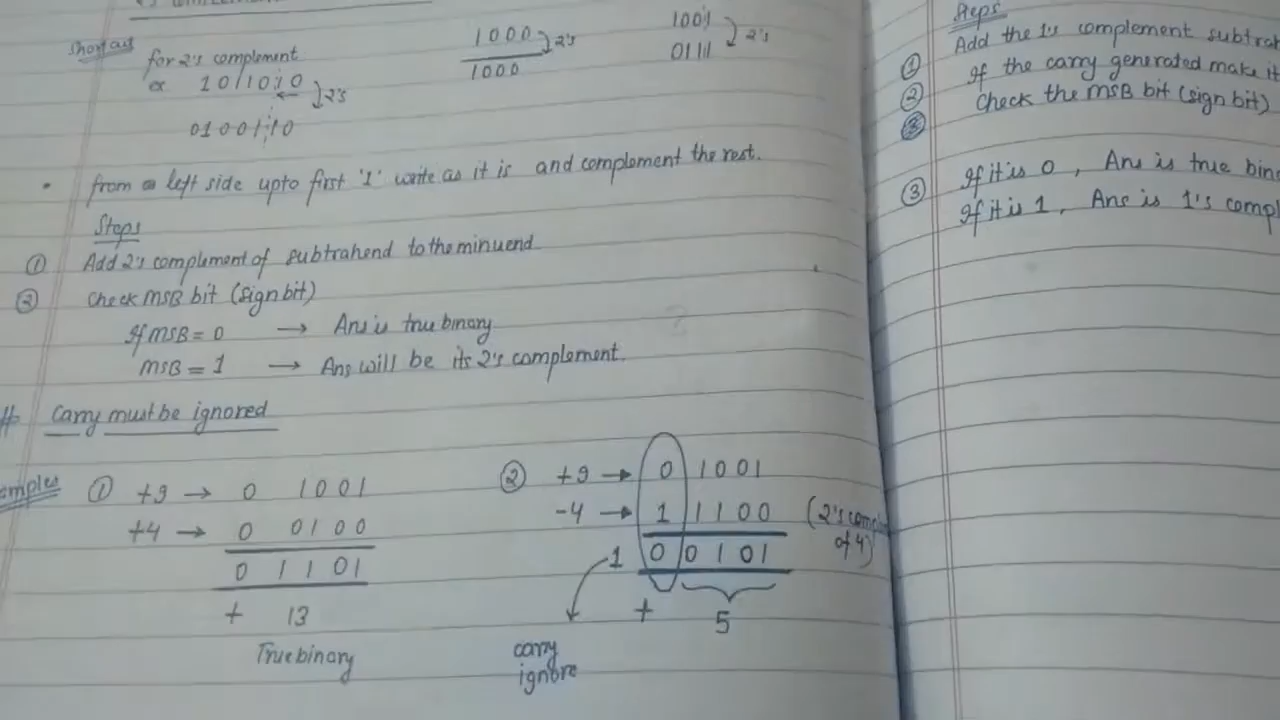 Shortcut
for 2's complement
ex 1011010 2's
0100110
1000 2's
1000
1001 2's
0111
• from a left side upto first '1' write as it is and complement the rest.
Steps
① Add 2's complement of subtrahend to the minuend
② Check MSB bit (sign bit)
If MSB = 0 → Ans is true binary
MSB = 1 → Ans will be its 2's complement.
# Carry must be ignored
① +9 → 0 1001
+4 → 0 0100
0 1101
+ 13
True binary
② +9 → 0 1001
-4 → 1 1100 (2's comp
of 4)
1 0 0101
+ 5
carry
ignore
Steps
① Add the 1's complement
② If the carry generated make it
③ Check the MSB bit (sign bit)
③ If it is 0, Ans is true
If it is 1, Ans is 1's